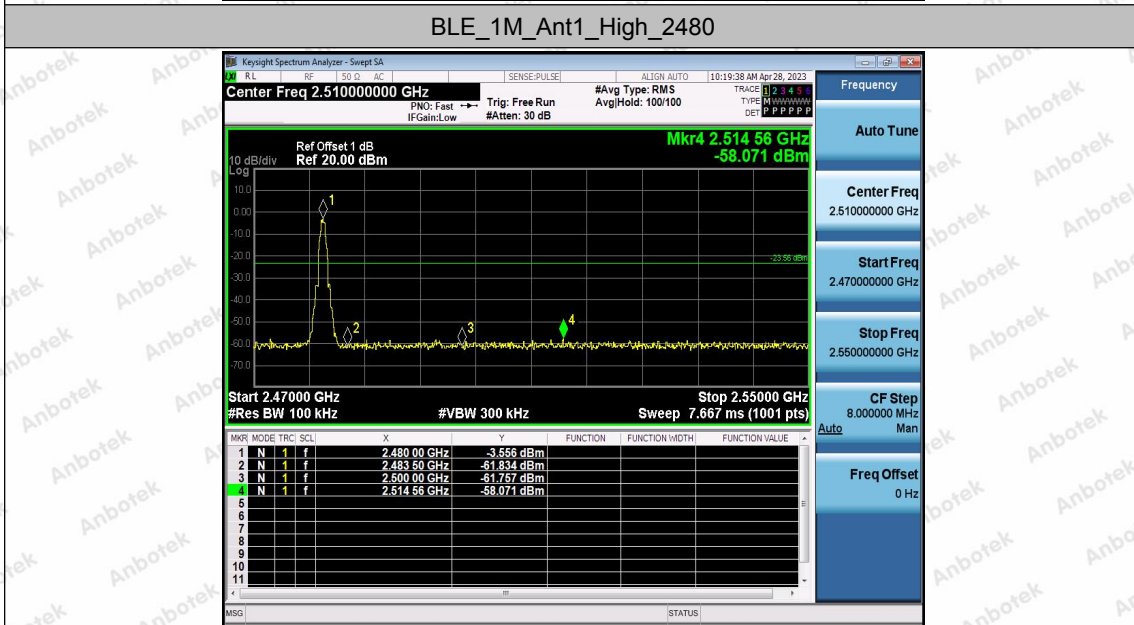 BLE_1M_Ant1_High_2480
Keysight Spectrum Analyzer - Swept SA
LXI RL RF 50 Ω AC SENSE:PULSE ALIGN AUTO 10:19:38 AM Apr 28, 2023
Center Freq 2.510000000 GHz
PNO: Fast
IFGain:Low
Trig: Free Run
#Atten: 30 dB
#Avg Type: RMS
Avg|Hold: 100/100
TRACE 1 2 3 4 5 6
TYPE M WWWWW
DET P P P P P P
Mkr4 2.514 56 GHz
-58.071 dBm
Ref Offset 1 dB
10 dB/div Ref 20.00 dBm
Log
10.0
0.00
-10.0
-20.0
-30.0
-40.0
-50.0
-60.0
-70.0
1
2
3
4
-23.56 dBm
Start 2.47000 GHz Stop 2.55000 GHz
#Res BW 100 kHz #VBW 300 kHz Sweep 7.667 ms (1001 pts)
MKR MODE TRC SCL X Y FUNCTION FUNCTION WIDTH FUNCTION VALUE
1 N 1 f 2.480 00 GHz -3.556 dBm
2 N 1 f 2.483 50 GHz -61.834 dBm
3 N 1 f 2.500 00 GHz -61.757 dBm
4 N 1 f 2.514 56 GHz -58.071 dBm
5
6
7
8
9
10
11
MSG STATUS
Frequency
Auto Tune
Center Freq
2.510000000 GHz
Start Freq
2.470000000 GHz
Stop Freq
2.550000000 GHz
CF Step
8.000000 MHz
Auto Man
Freq Offset
0 Hz
Anbotek